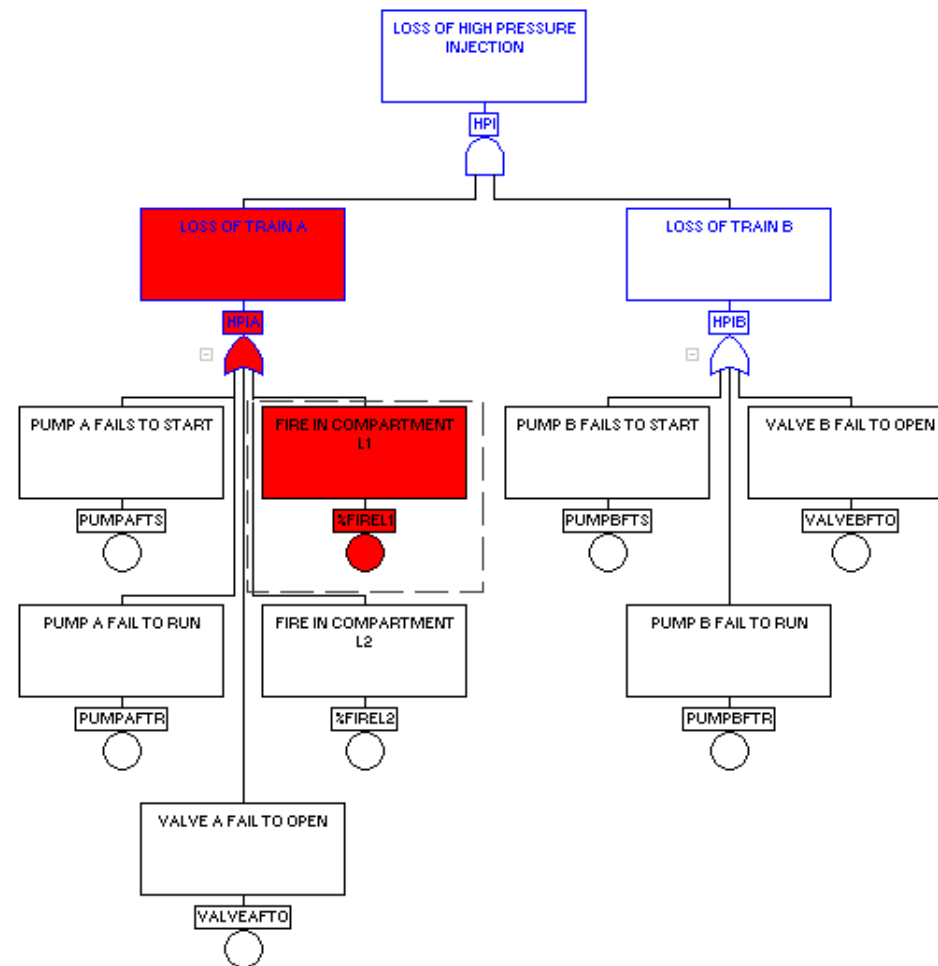 LOSS OF HIGH PRESSURE
INJECTION
HPI
LOSS OF TRAIN A
LOSS OF TRAIN B
HPIA
HPIB
PUMP A FAILS TO START
FIRE IN COMPARTMENT
L1
PUMP B FAILS TO START
VALVE B FAIL TO OPEN
PUMPAFTS
%FIREL1
PUMPBFTS
VALVEBFTO
PUMP A FAIL TO RUN
FIRE IN COMPARTMENT
L2
PUMP B FAIL TO RUN
PUMPAFTR
%FIREL2
PUMPBFTR
VALVE A FAIL TO OPEN
VALVEAFTO